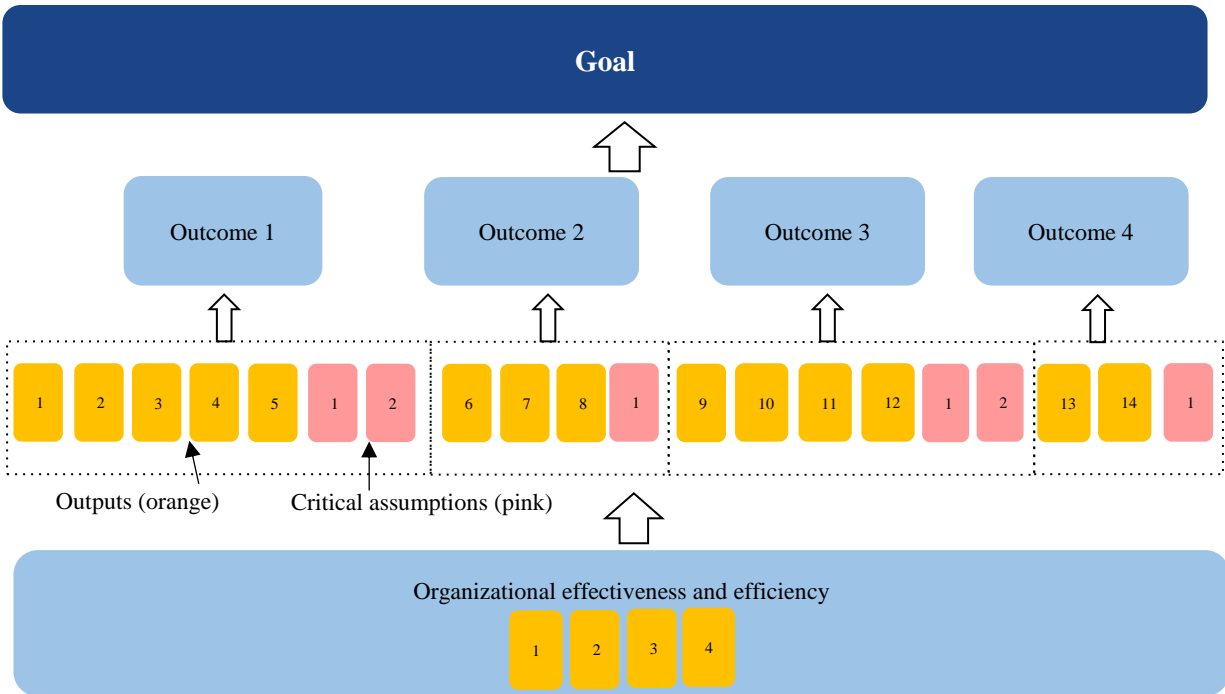 Goal
Outcome 1 Outcome 2 Outcome 3 Outcome 4
1 2 3 4 5 1 2 6 7 8 1 9 10 11 12 1 2 13 14 1
Outputs (orange) Critical assumptions (pink)
Organizational effectiveness and efficiency
1 2 3 4